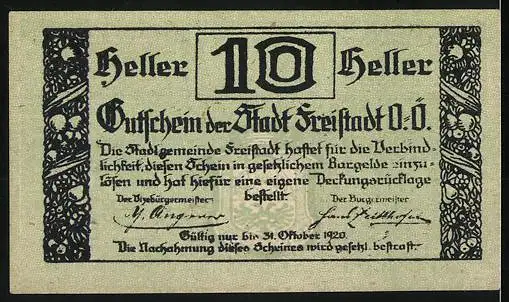 Heller 10 Heller
Gutschein der Stadt Freistadt O.-Ö.
Die Stadtgemeinde Freistadt haftet für die Verbind-
lichkeit, diesen Schein in gesetzlichem Bargelde einzu-
lösen und hat hiefür eine eigene Deckungsrücklage
Der Vizebürgermeister bestellt. Der Bürgermeister
Gültig nur bis 31. Oktober 1920.
Die Nachahmung dieses Scheines wird gesetzl. bestraft.